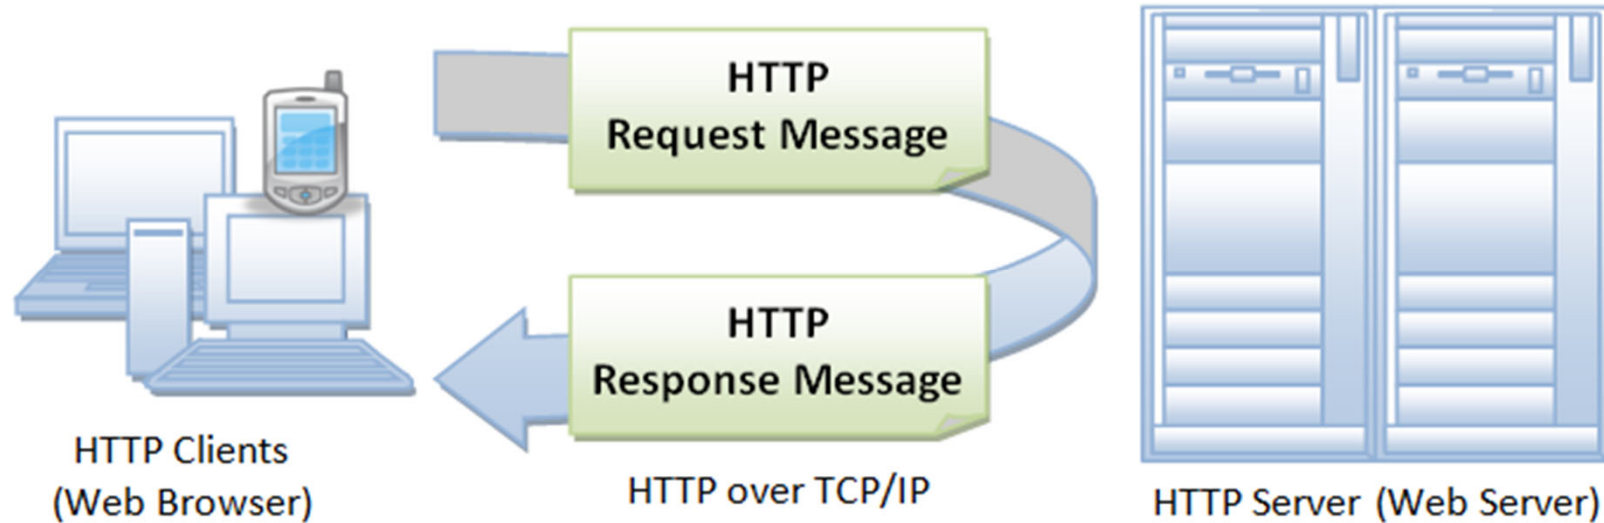 HTTP
Request Message
HTTP
Response Message
HTTP Clients
(Web Browser)
HTTP over TCP/IP
HTTP Server (Web Server)